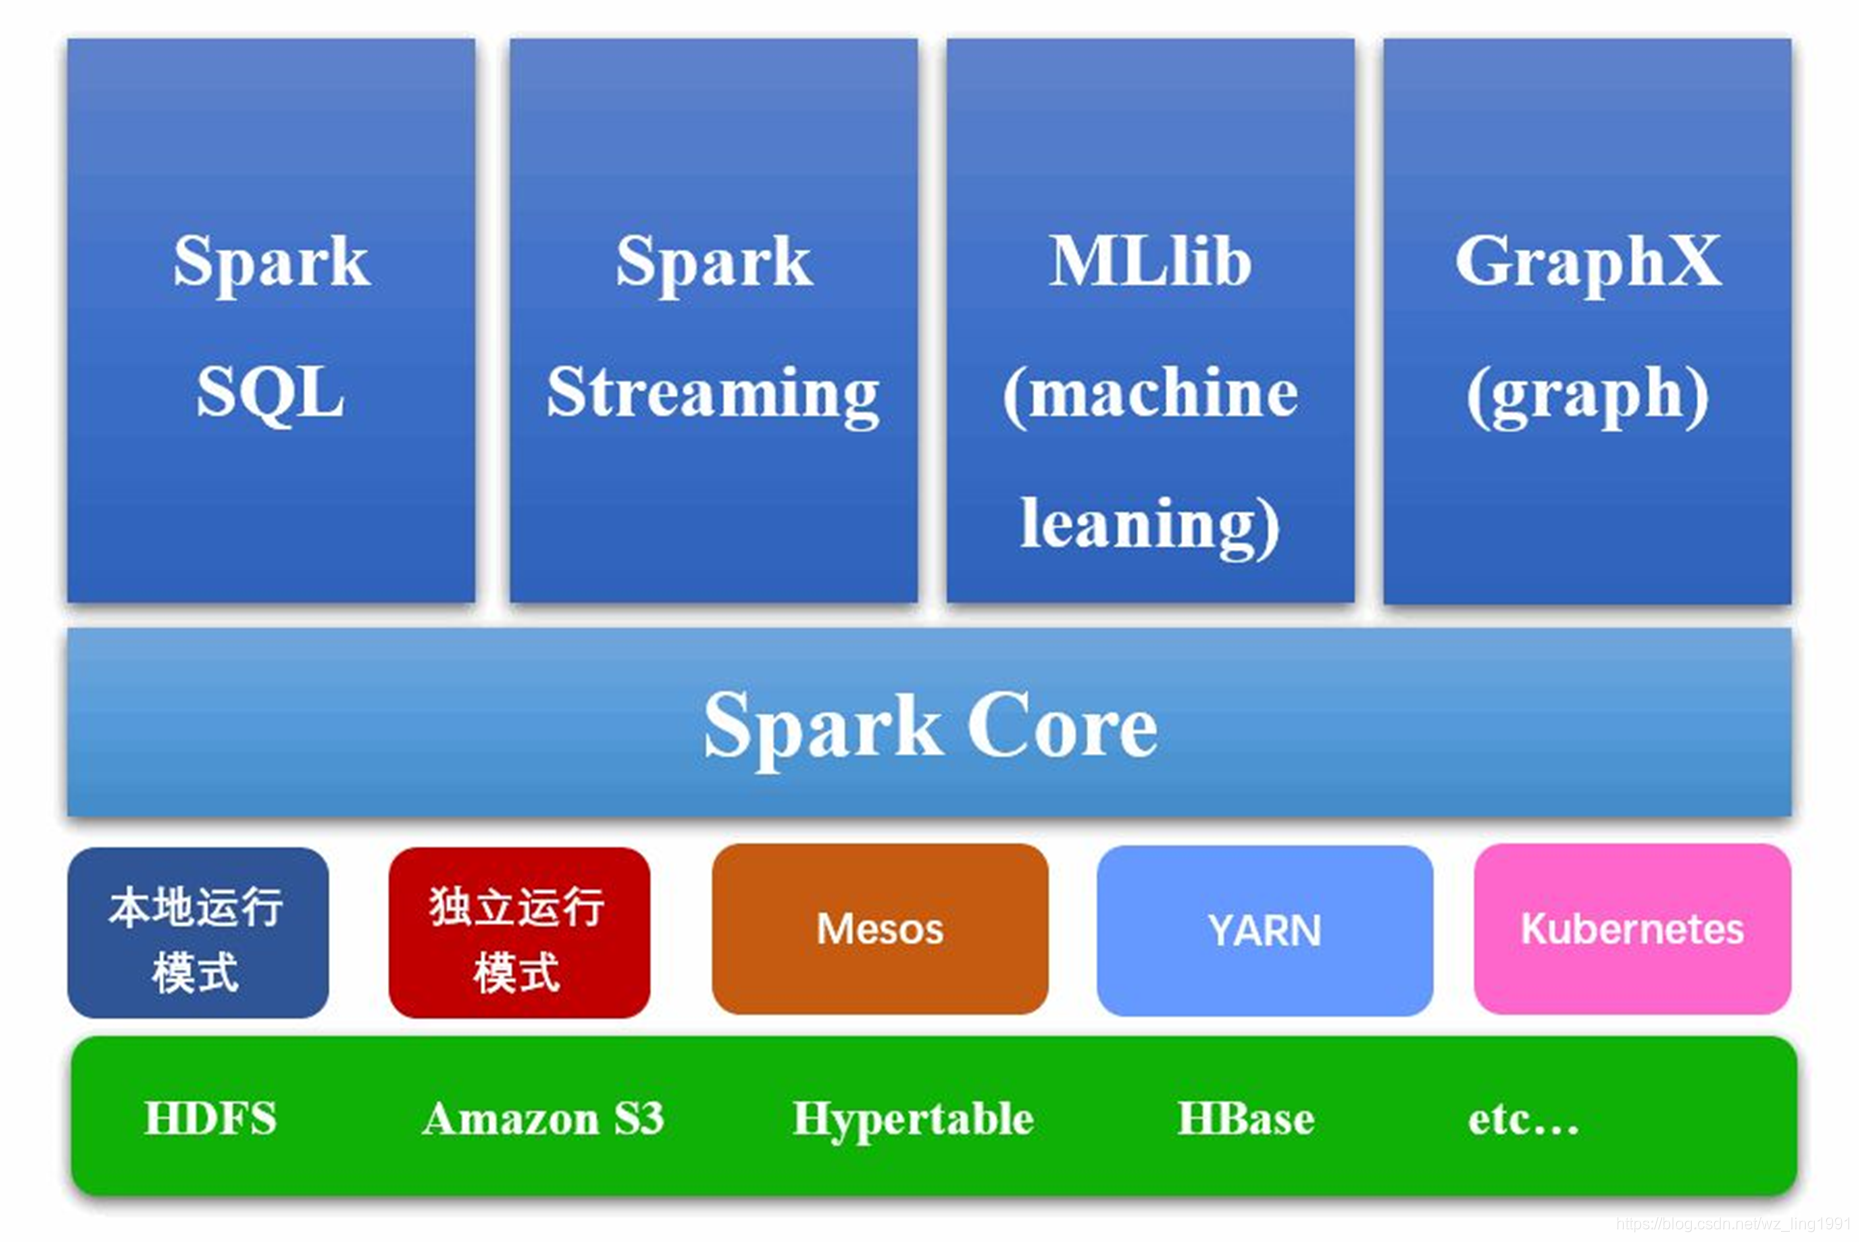 Spark
SQL
Spark
Streaming
MLlib
(machine
leaning)
GraphX
(graph)
Spark Core
本地运行
模式
独立运行
模式
Mesos
YARN
Kubernetes
HDFS
Amazon S3
Hypertable
HBase
etc…
https://blog.csdn.net/wz_ling1991